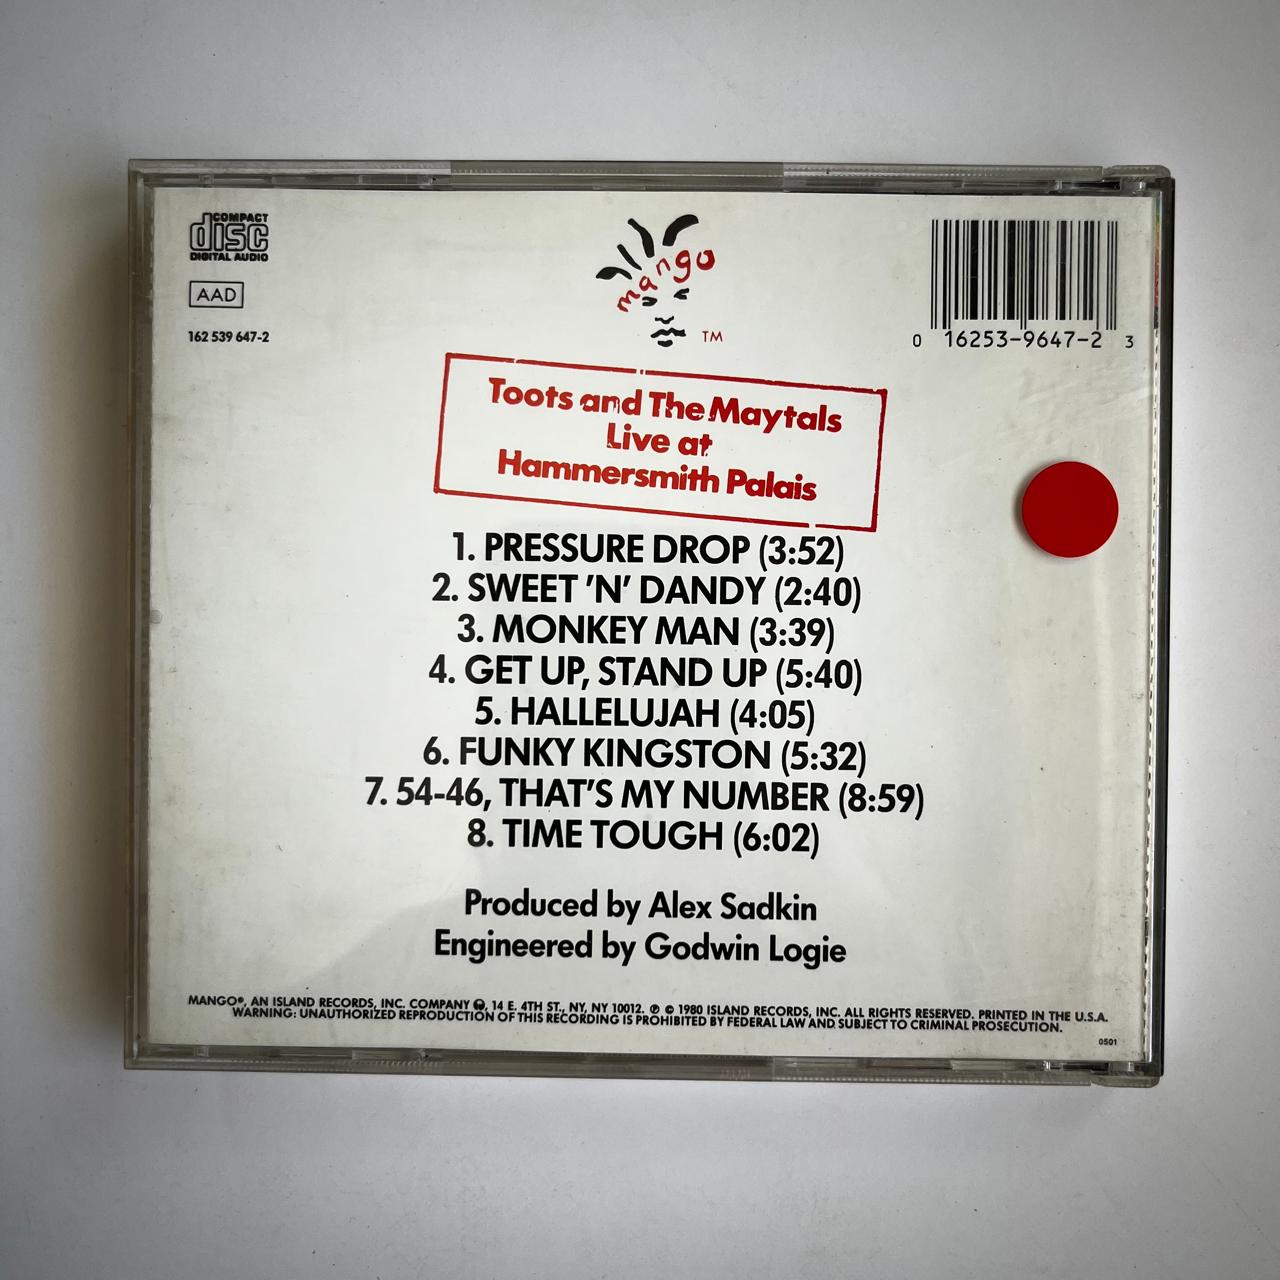 COMPACT
disc
DIGITAL AUDIO
AAD
162 539 647-2
mango
TM
0 16253-9647-2 3
Toots and The Maytals
Live at
Hammersmith Palais
1. PRESSURE DROP (3:52)
2. SWEET 'N' DANDY (2:40)
3. MONKEY MAN (3:39)
4. GET UP, STAND UP (5:40)
5. HALLELUJAH (4:05)
6. FUNKY KINGSTON (5:32)
7. 54-46, THAT'S MY NUMBER (8:59)
8. TIME TOUGH (6:02)
Produced by Alex Sadkin
Engineered by Godwin Logie
MANGO®, AN ISLAND RECORDS, INC. COMPANY, 14 E. 4TH ST., NY, NY 10012. ℗ © 1980 ISLAND RECORDS, INC. ALL RIGHTS RESERVED. PRINTED IN THE U.S.A.
WARNING: UNAUTHORIZED REPRODUCTION OF THIS RECORDING IS PROHIBITED BY FEDERAL LAW AND SUBJECT TO CRIMINAL PROSECUTION.
0501